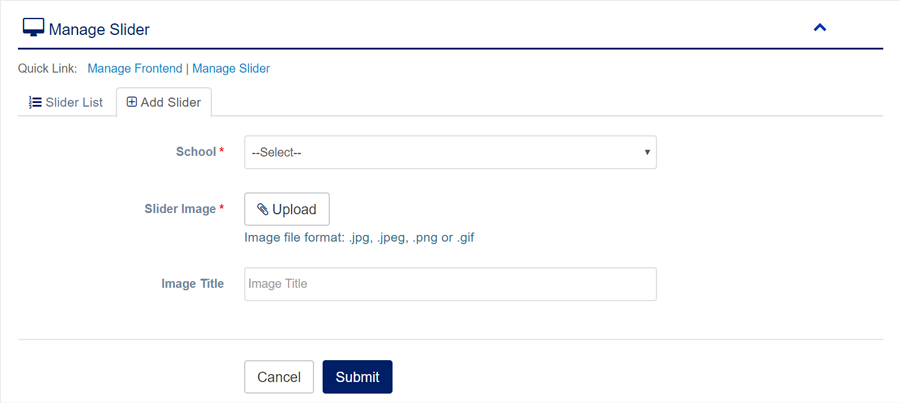 Manage Slider
Quick Link: Manage Frontend | Manage Slider
Slider List Add Slider
School * --Select--
Slider Image * Upload
Image file format: .jpg, .jpeg, .png or .gif
Image Title Image Title
Cancel Submit